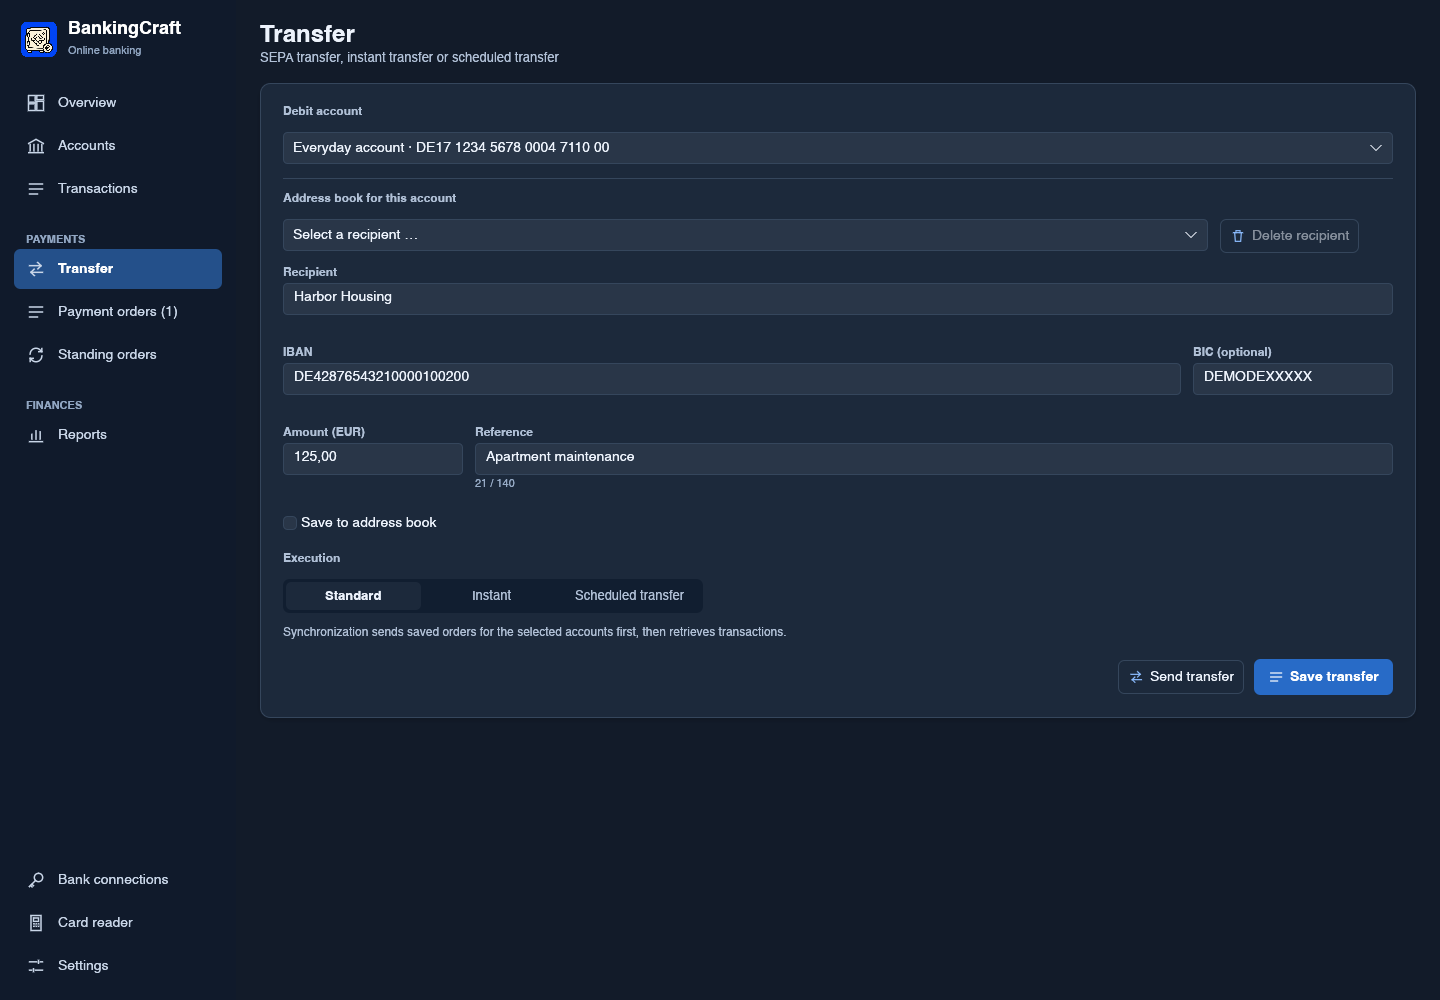 BankingCraft
Online banking
Overview
Accounts
Transactions
PAYMENTS
Transfer
Payment orders (1)
Standing orders
FINANCES
Reports
Bank connections
Card reader
Settings
Transfer
SEPA transfer, instant transfer or scheduled transfer
Debit account
Everyday account · DE17 1234 5678 0004 7110 00
Address book for this account
Select a recipient …
Delete recipient
Recipient
Harbor Housing
IBAN
BIC (optional)
DE42876543210000100200
DEMODEXXXXX
Amount (EUR)
Reference
125,00
Apartment maintenance
21 / 140
Save to address book
Execution
Standard
Instant
Scheduled transfer
Synchronization sends saved orders for the selected accounts first, then retrieves transactions.
Send transfer
Save transfer